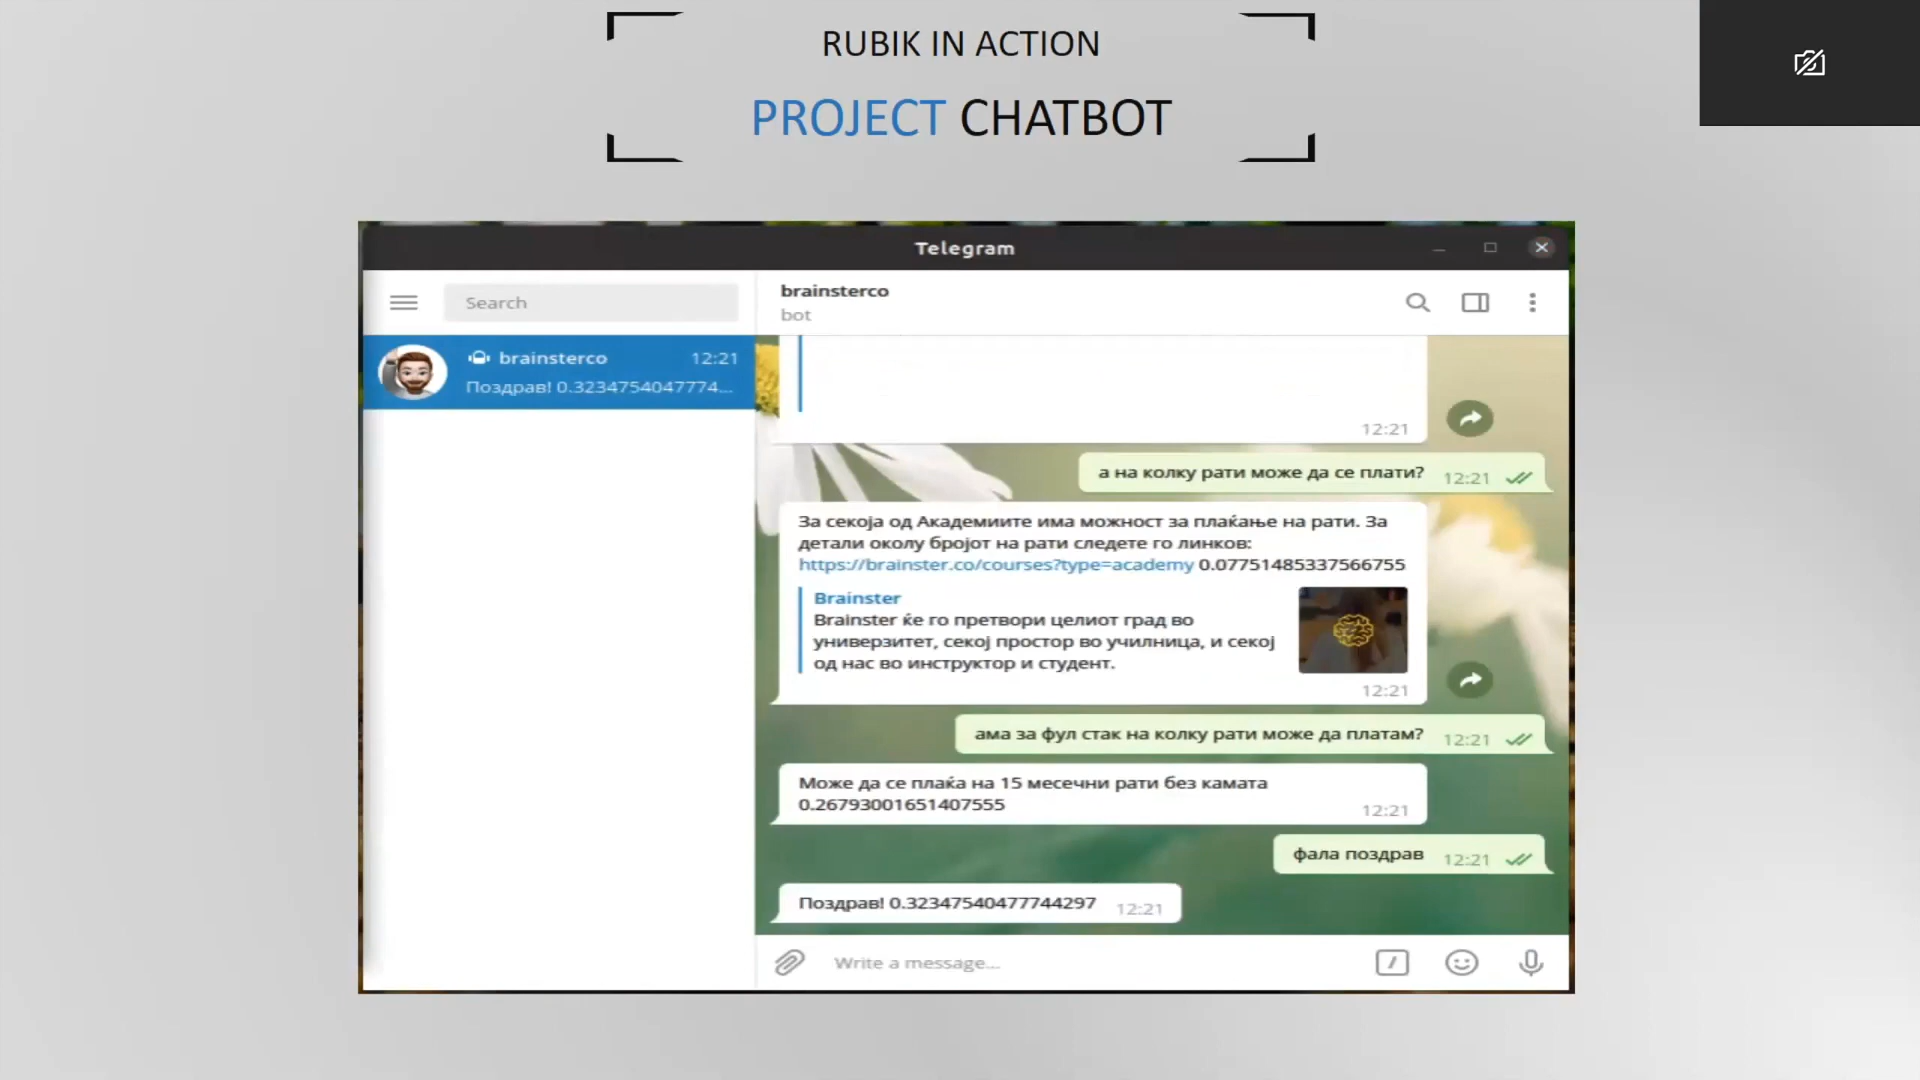 RUBIK IN ACTION
PROJECT CHATBOT
Telegram
Search
brainsterco
bot
brainsterco 12:21
Поздрав! 0.3234754047774...
12:21
а на колку рати може да се плати? 12:21
За секоја од Академиите има можност за плаќање на рати. За
детали околу бројот на рати следете го линков:
https://brainster.co/courses?type=academy 0.07751485337566755
Brainster
Brainster ќе го претвори целиот град во
универзитет, секој простор во училница, и секој
од нас во инструктор и студент.
12:21
ама за фул стак на колку рати може да платам? 12:21
Може да се плаќа на 15 месечни рати без камата
0.26793001651407555
12:21
фала поздрав 12:21
Поздрав! 0.32347540477744297 12:21
Write a message...